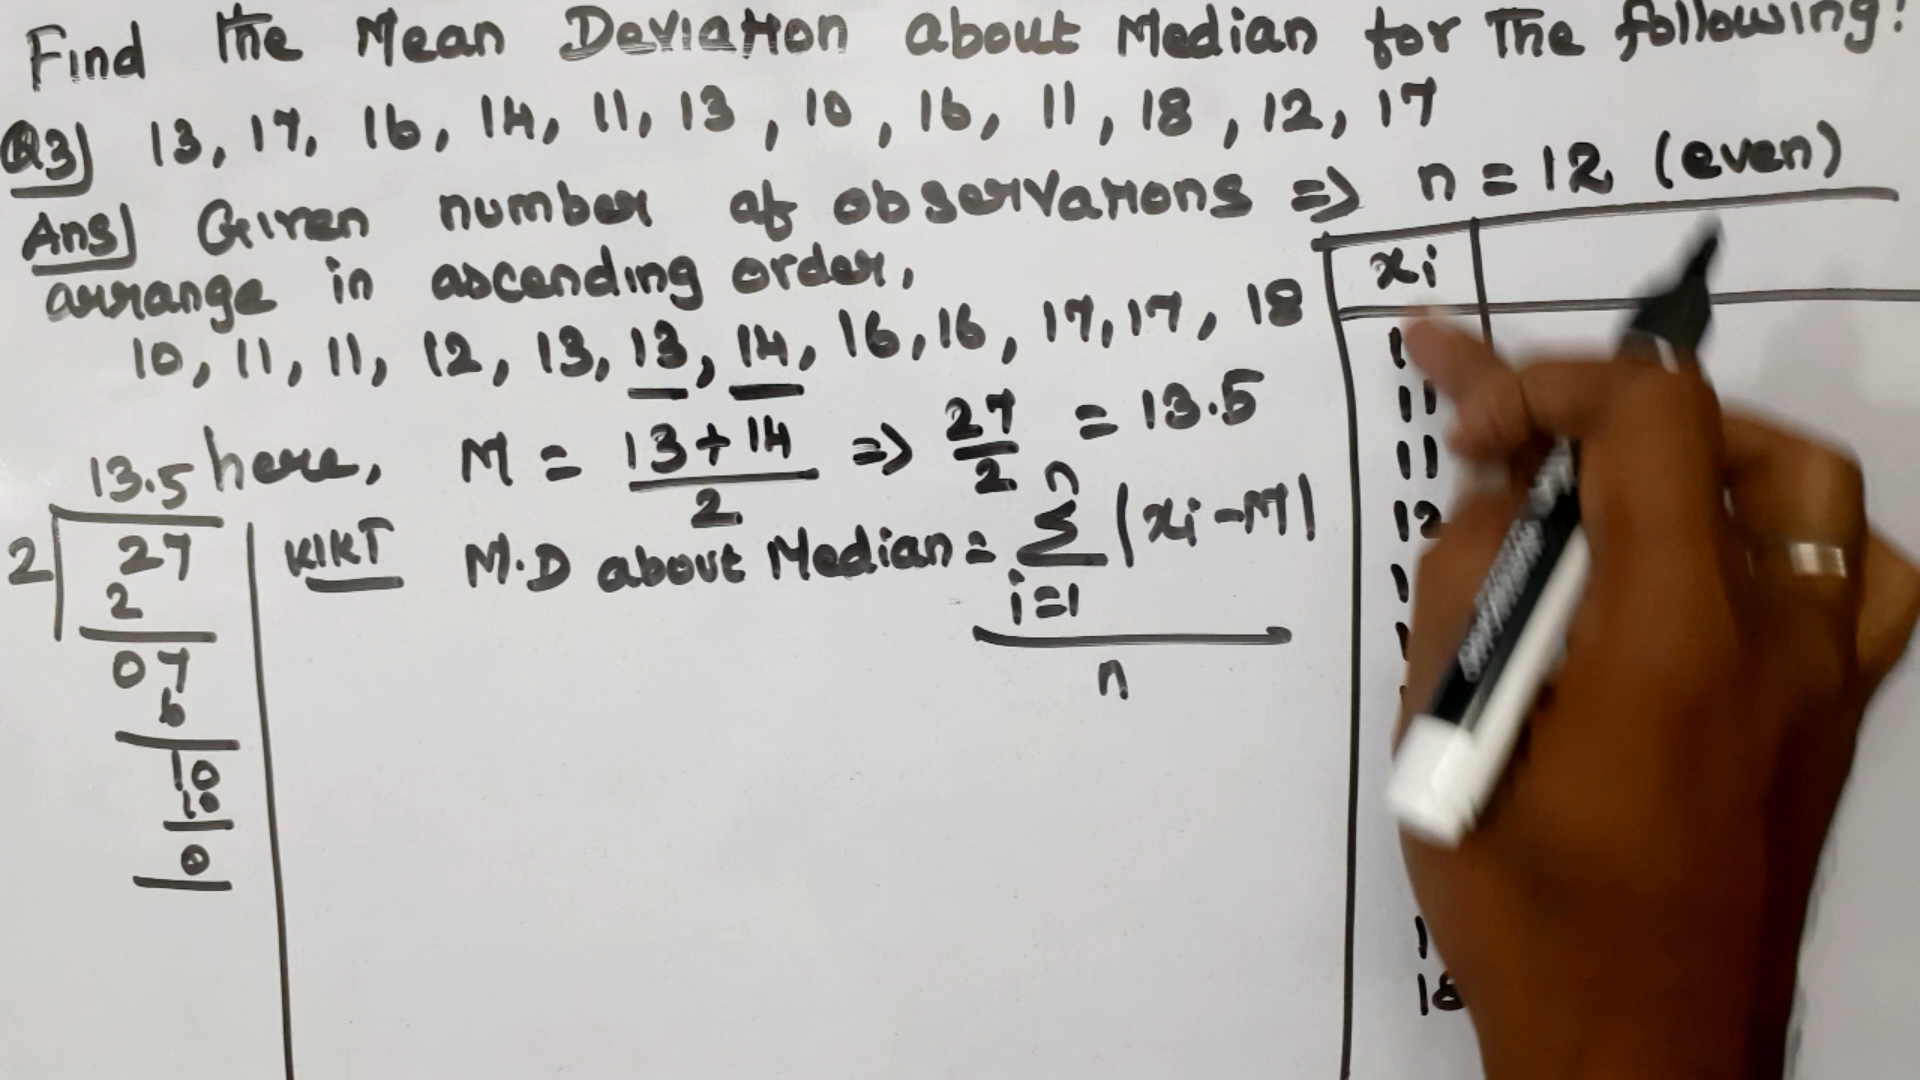 Find the Mean Deviation about Median for The following:
Q3) 13, 17, 16, 14, 11, 13, 10, 16, 11, 18, 12, 17
Ans) Given number of observations => n = 12 (even)
arrange in ascending order,
10, 11, 11, 12, 13, 13, 14, 16, 16, 17, 17, 18
here, M = 13+14/2 => 27/2 = 13.5
13.5
2 27
2
07
6
10
10
0
KIKT M.D about Median = n Σ i=1 |xi-M| / n
xi
11
11
12
18